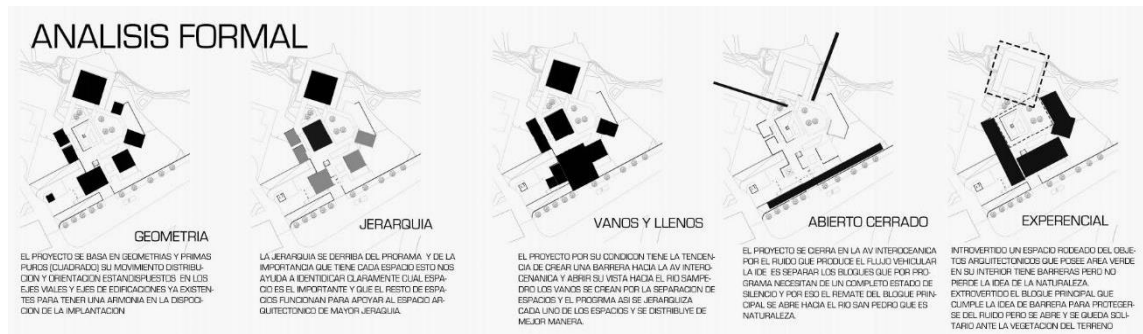 ANALISIS FORMAL
GEOMETRIA
EL PROYECTO SE BASA EN GEOMETRIAS Y PRIMAS
PUROS (CUADRADO) SU MOVIMIENTO DISTRIBU-
CION Y ORIENTACION ESTANDISPUESTOS EN LOS
EJES VIALES Y EJES DE EDIFICACIONES YA EXISTEN-
TES PARA TENER UNA ARMONIA EN LA DISPOCI-
CION DE LA IMPLANTACION
JERARQUIA
LA JERARQUIA SE DERRIBA DEL PRORAMA Y DE LA
IMPORTANCIA QUE TIENE CADA ESPACIO ESTO NOS
AYUDA A IDENTIDICAR CLARAMENTE CUAL ESPA-
CIO ES EL IMPORTANTE Y QUE EL RESTO DE ESPA-
CIOS FUNCIONAN PARA APOYAR AL ESPACIO AR-
QUITECTONICO DE MAYOR JERAQUIA.
VANOS Y LLENOS
EL PROYECTO POR SU CONDICON TIENE LA TENDEN-
CIA DE CREAR UNA BARRERA HACIA LA AV INTERO-
CENANICA Y ABRIR SU VISTA HACIA EL RIO SAMPE-
DRO LOS VANOS SE CREAN POR LA SEPARACION DE
ESPACIOS Y EL PROGRIMA ASI SE JERARQUIZA
CADA UNO DE LOS ESPACIOS Y SE DISTRIBUYE DE
MEJOR MANERA.
ABIERTO CERRADO
EL PROYECTO SE CIERRA EN LA AV INTEROCEANICA
POR EL RUIDO QUE PRODUCE EL FLUJO VEHICULAR
LA IDE ES SEPARAR LOS BLOQUES QUE POR PRO-
GRAMA NECESITAN DE UN COMPLETO ESTADO DE
SILENCIO Y POR ESO EL REMATE DEL BLOQUE PRIN-
CIPAL SE ABRE HACIA EL RIO SAN PEDRO QUE ES
NATURALEZA.
EXPERENCIAL
INTROVERTIDO UN ESPACIO RODEADO DEL OBJE-
TOS ARQUITECTONICOS QUE POSEE AREA VERDE
EN SU INTERIOR TIENE BARRERAS PERO NO
PIERDE LA IDEA DE LA NATURALEZA.
EXTROVERTIDO EL BLOQUE PRINCIPAL QUE
CUMPLE LA IDEA DE BARRERA PARA PROTEGER-
SE DEL RUIDO PERO SE ABRE Y SE QUEDA SOLI-
TARIO ANTE LA VEGETACION DEL TERRENO